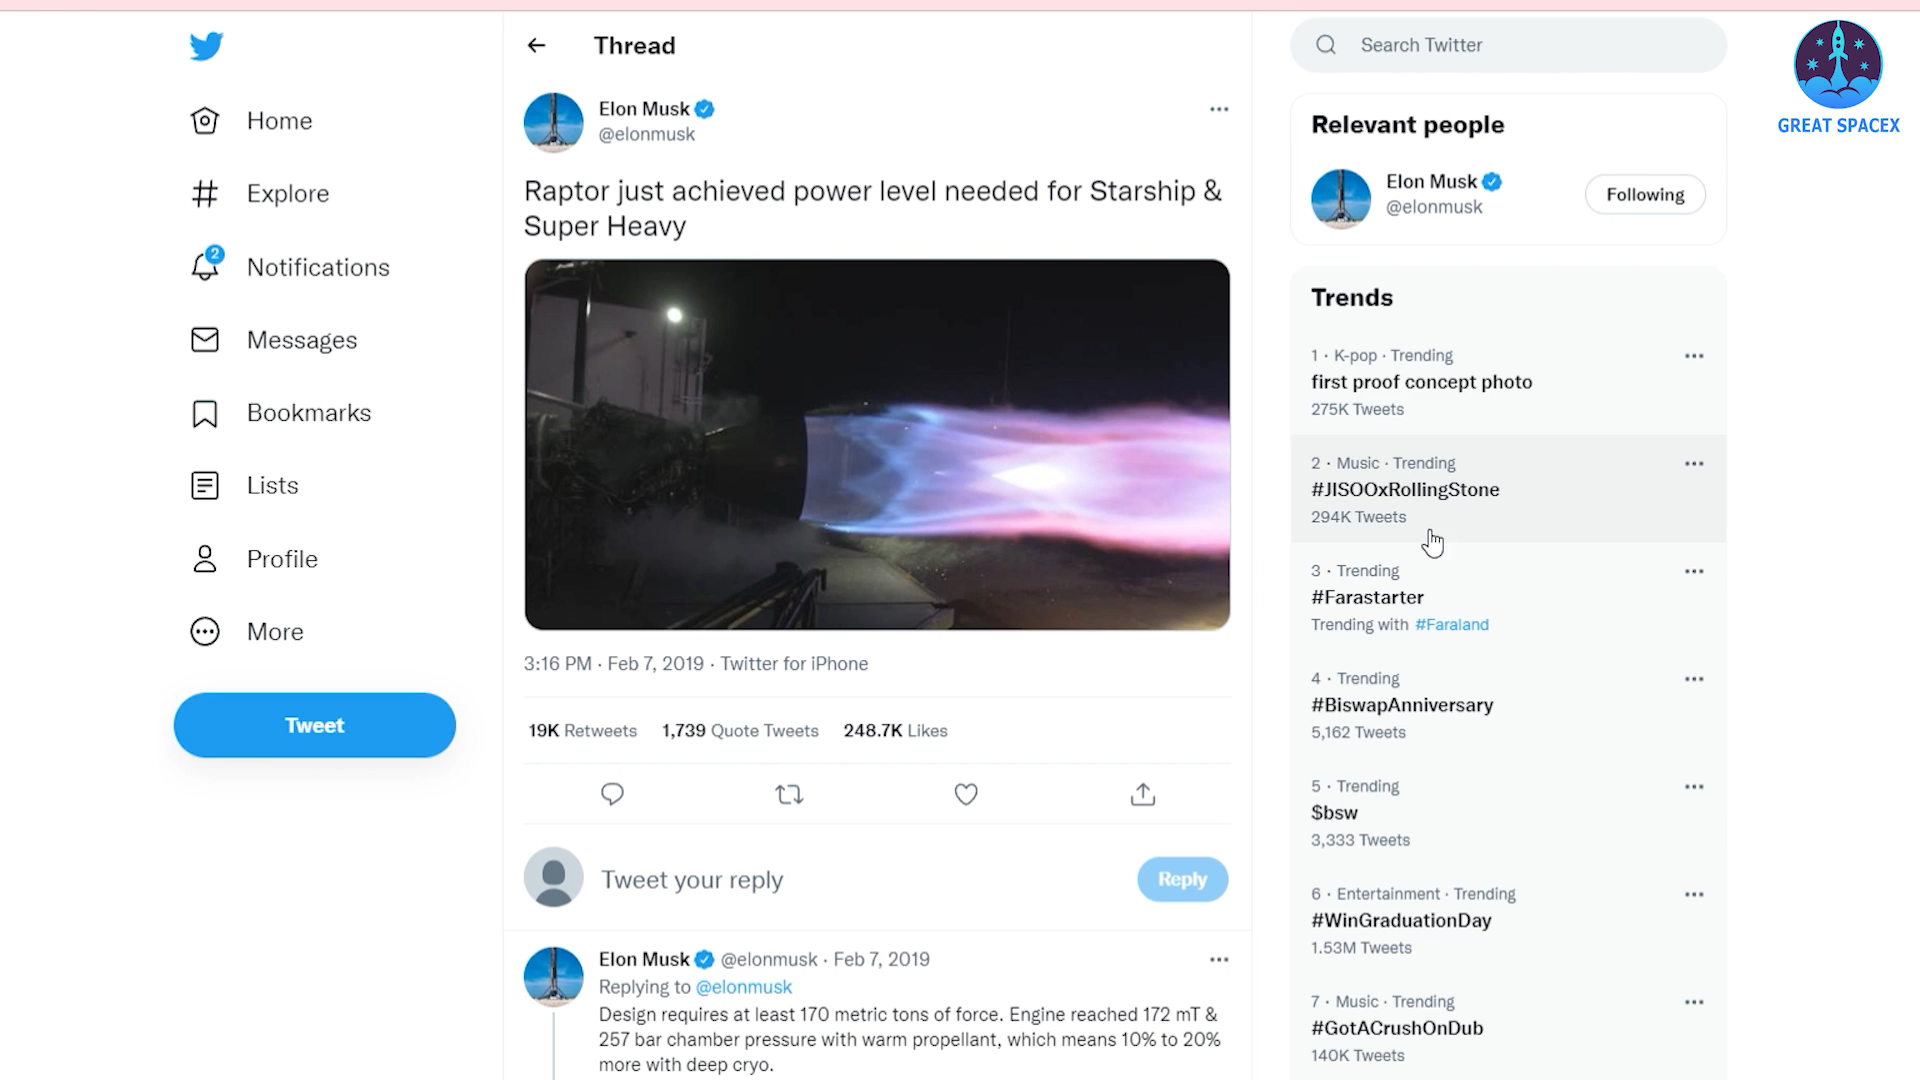 Home
Explore
2
Notifications
Messages
Bookmarks
Lists
Profile
More
Tweet
Thread
Elon Musk
@elonmusk
Raptor just achieved power level needed for Starship &
Super Heavy
3:16 PM · Feb 7, 2019 · Twitter for iPhone
19K Retweets 1,739 Quote Tweets 248.7K Likes
Tweet your reply
Reply
Elon Musk @elonmusk · Feb 7, 2019
Replying to @elonmusk
Design requires at least 170 metric tons of force. Engine reached 172 mT &
257 bar chamber pressure with warm propellant, which means 10% to 20%
more with deep cryo.
Search Twitter
Relevant people
Elon Musk
@elonmusk
Following
Trends
1 · K-pop · Trending
first proof concept photo
275K Tweets
2 · Music · Trending
#JISOOxRollingStone
294K Tweets
3 · Trending
#Farastarter
Trending with #Faraland
4 · Trending
#BiswapAnniversary
5,162 Tweets
5 · Trending
$bsw
3,333 Tweets
6 · Entertainment · Trending
#WinGraduationDay
1.53M Tweets
7 · Music · Trending
#GotACrushOnDub
140K Tweets
GREAT SPACEX